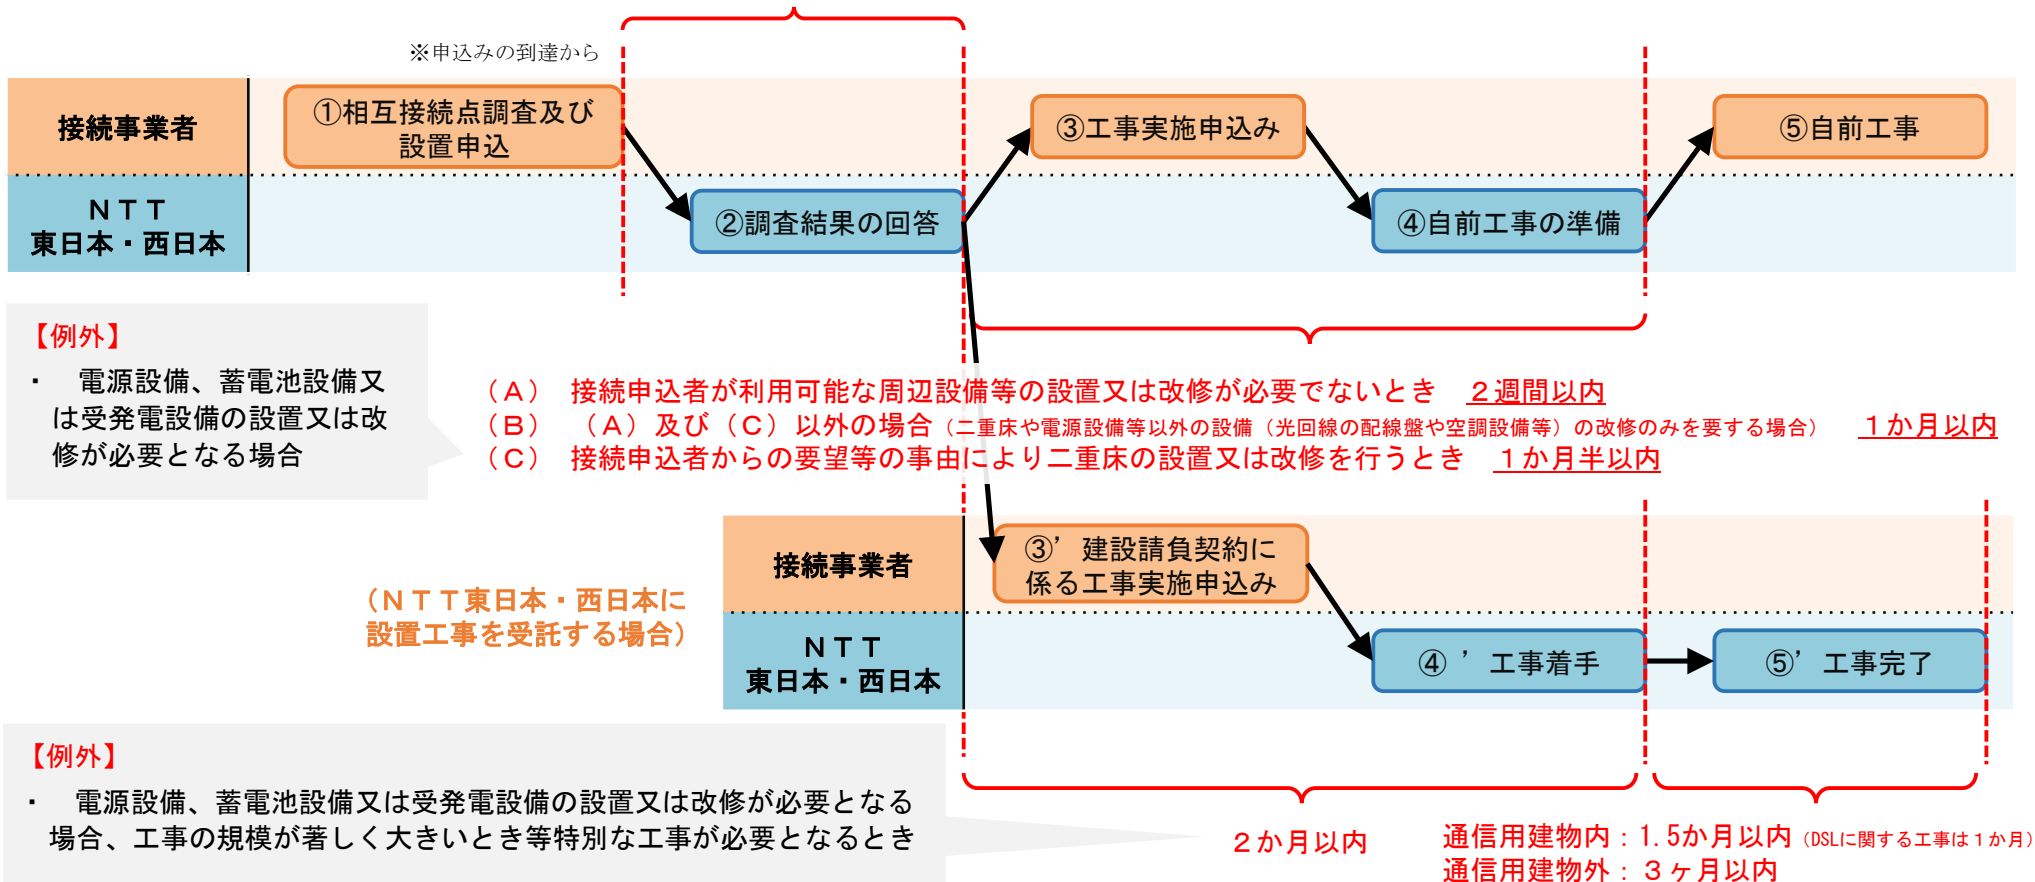 ※申込みの到達から
接続事業者
①相互接続点調査及び
設置申込
③工事実施申込み
⑤自前工事
ＮＴＴ
東日本・西日本
②調査結果の回答
④自前工事の準備
【例外】
・　電源設備、蓄電池設備又
は受発電設備の設置又は改
修が必要となる場合
（Ａ）　接続申込者が利用可能な周辺設備等の設置又は改修が必要でないとき　２週間以内
（Ｂ）　（Ａ）及び（Ｃ）以外の場合（二重床や電源設備等以外の設備（光回線の配線盤や空調設備等）の改修のみを要する場合）　１か月以内
（Ｃ）　接続申込者からの要望等の事由により二重床の設置又は改修を行うとき　１か月半以内
（ＮＴＴ東日本・西日本に
設置工事を受託する場合）
接続事業者
③’建設請負契約に
係る工事実施申込み
ＮＴＴ
東日本・西日本
④’工事着手
⑤’工事完了
【例外】
・　電源設備、蓄電池設備又は受発電設備の設置又は改修が必要となる
場合、工事の規模が著しく大きいとき等特別な工事が必要となるとき
２か月以内
通信用建物内：1.5か月以内（DSLに関する工事は１か月）
通信用建物外：３ヶ月以内